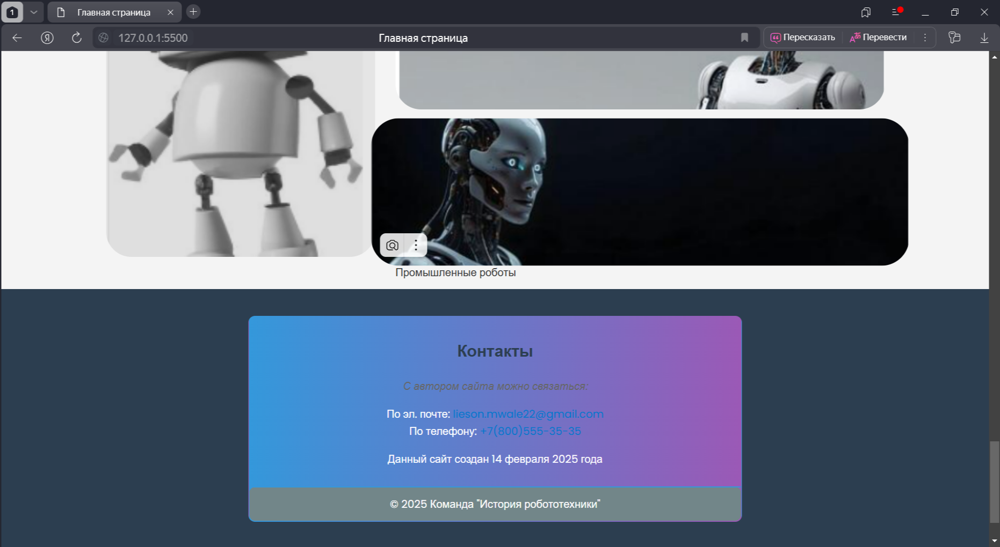 1
Главная страница
127.0.0.1:5500
Главная страница
Пересказать
Перевести
Промышленные роботы
Контакты
С автором сайта можно связаться:
По эл. почте: lieson.mwale22@gmail.com
По телефону: +7(800)555-35-35
Данный сайт создан 14 февраля 2025 года
© 2025 Команда "История робототехники"